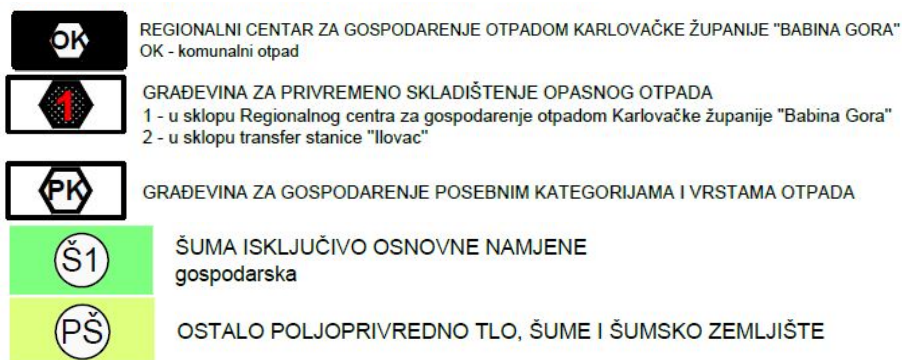 OK REGIONALNI CENTAR ZA GOSPODARENJE OTPADOM KARLOVAČKE ŽUPANIJE "BABINA GORA"
OK - komunalni otpad
1 GRAĐEVINA ZA PRIVREMENO SKLADIŠTENJE OPASNOG OTPADA
1 - u sklopu Regionalnog centra za gospodarenje otpadom Karlovačke županije "Babina Gora"
2 - u sklopu transfer stanice "Ilovac"
PK GRAĐEVINA ZA GOSPODARENJE POSEBNIM KATEGORIJAMA I VRSTAMA OTPADA
Š1 ŠUMA ISKLJUČIVO OSNOVNE NAMJENE
gospodarska
PŠ OSTALO POLJOPRIVREDNO TLO, ŠUME I ŠUMSKO ZEMLJIŠTE